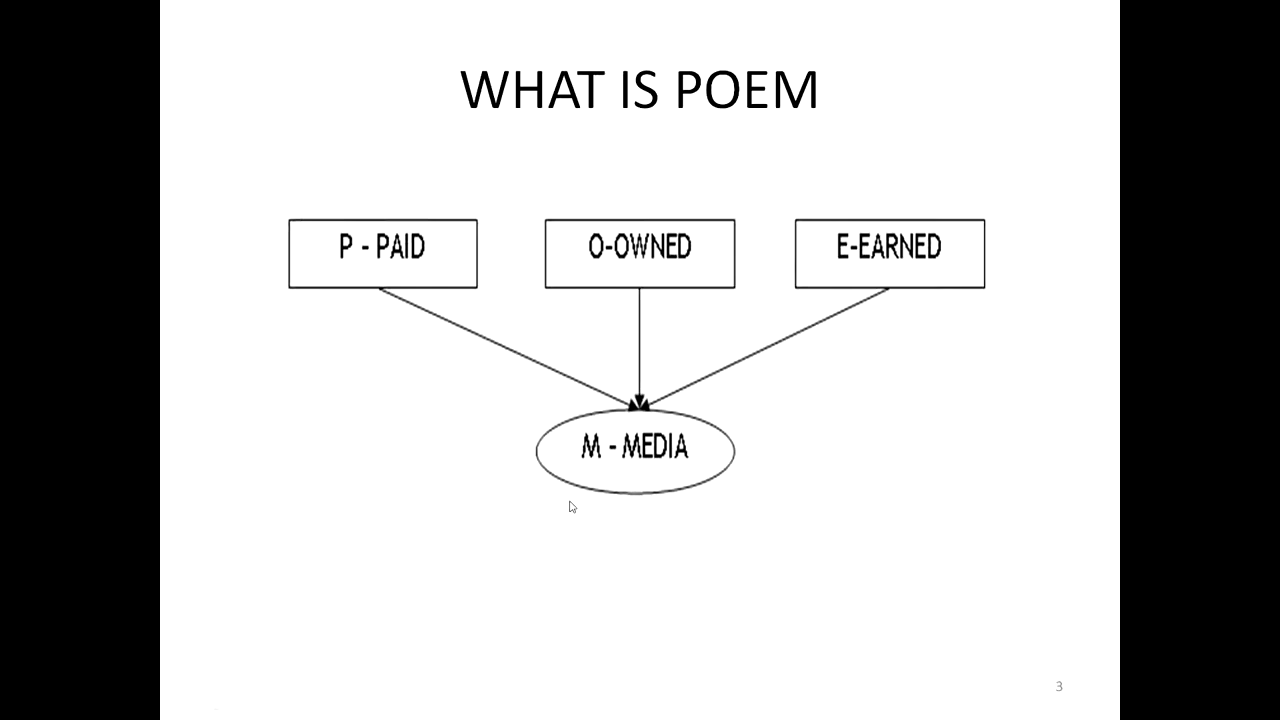 WHAT IS POEM
P - PAID
O-OWNED
E-EARNED
M - MEDIA
3